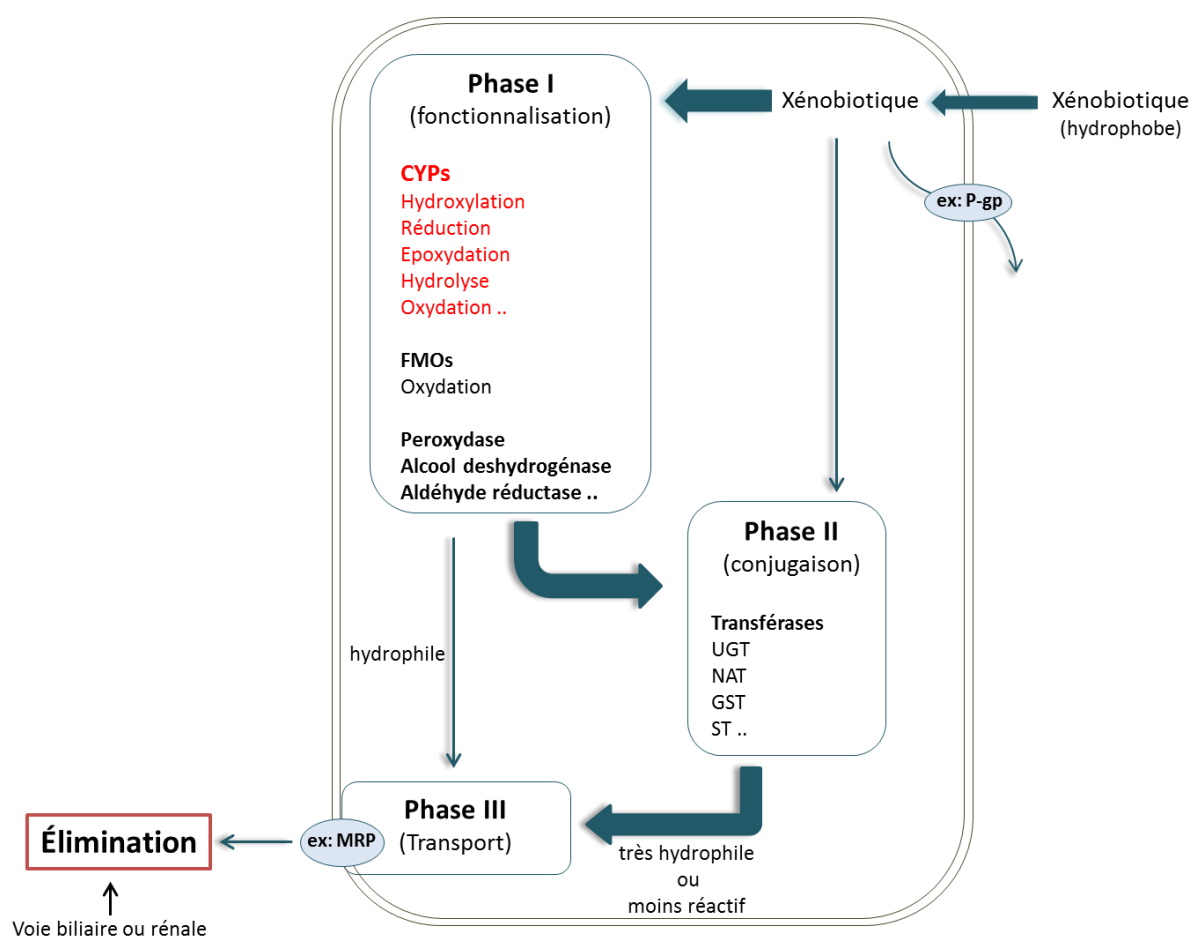 Phase I
(fonctionnalisation)
CYPs
Hydroxylation
Réduction
Epoxydation
Hydrolyse
Oxydation ..
FMOs
Oxydation
Peroxydase
Alcool deshydrogénase
Aldéhyde réductase ..
Xénobiotique
Xénobiotique
(hydrophobe)
ex: P-gp
Phase II
(conjugaison)
Transférases
UGT
NAT
GST
ST ..
hydrophile
très hydrophile
ou
moins réactif
Phase III
(Transport)
ex: MRP
Élimination
Voie biliaire ou rénale